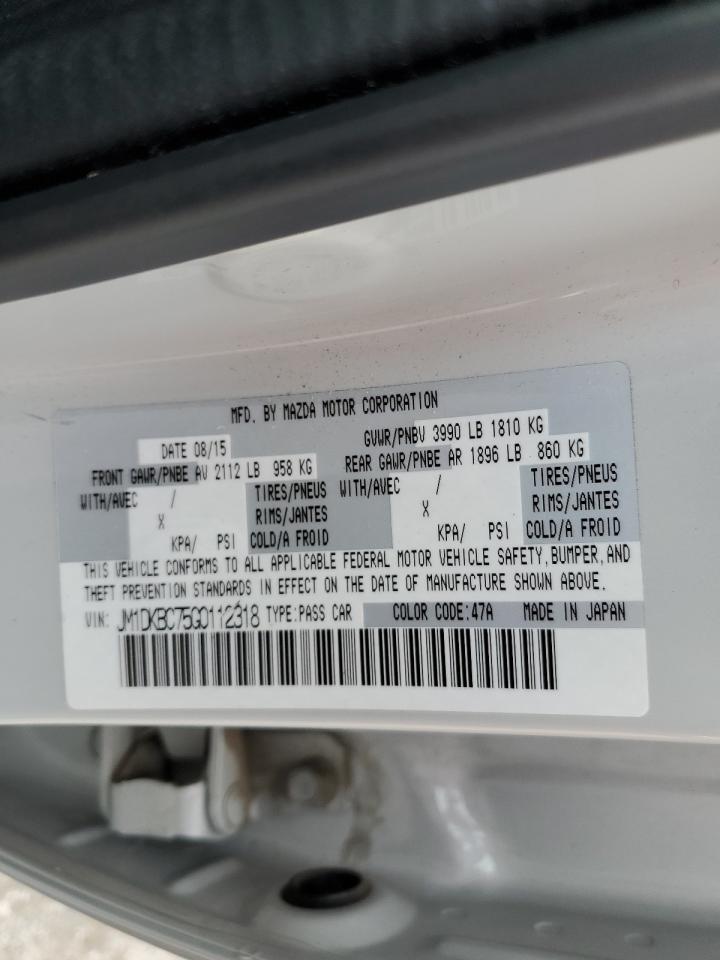 MFD. BY MAZDA MOTOR CORPORATION
DATE 08/15 GVWR/PNBV 3990 LB 1810 KG
FRONT GAWR/PNBE AV 2112 LB 958 KG REAR GAWR/PNBE AR 1896 LB 860 KG
WITH/AVEC / TIRES/PNEUS WITH/AVEC / TIRES/PNEUS
X RIMS/JANTES X RIMS/JANTES
KPA/ PSI COLD/A FROID KPA/ PSI COLD/A FROID
THIS VEHICLE CONFORMS TO ALL APPLICABLE FEDERAL MOTOR VEHICLE SAFETY,BUMPER,AND
THEFT PREVENTION STANDARDS IN EFFECT ON THE DATE OF MANUFACTURE SHOWN ABOVE.
VIN: JM1DKBC75G0112318 TYPE:PASS CAR COLOR CODE:47A MADE IN JAPAN